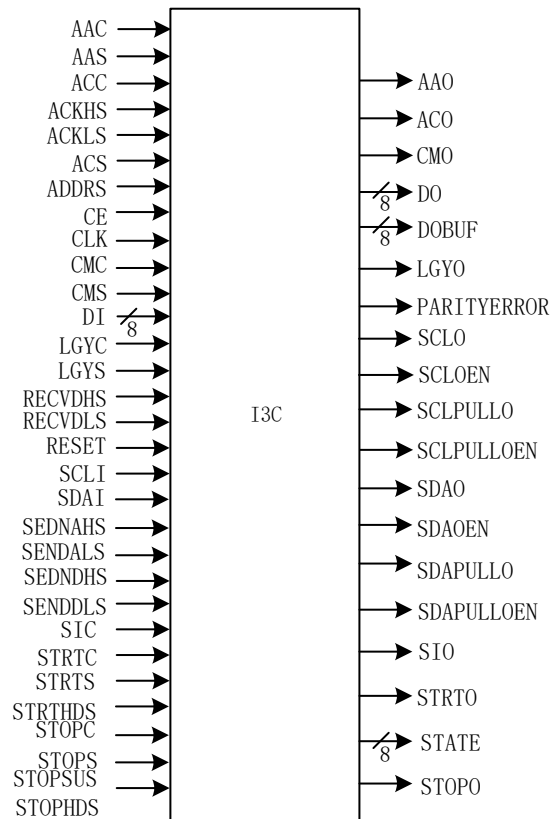 AAC
AAS
ACC
ACKHS
ACKLS
ACS
ADDRS
CE
CLK
CMC
CMS
DI
8
LGYC
LGYS
RECVDHS
RECVDLS
RESET
SCLI
SDAI
SEDNAHS
SENDALS
SEDNDHS
SENDDLS
SIC
STRTC
STRTS
STRTHDS
STOPC
STOPS
STOPSUS
STOPHDS
I3C
AAO
ACO
CMO
DO
8
DOBUF
8
LGYO
PARITYERROR
SCLO
SCLOEN
SCLPULLO
SCLPULLOEN
SDAO
SDAOEN
SDAPULLO
SDAPULLOEN
SIO
STRTO
STATE
8
STOPO